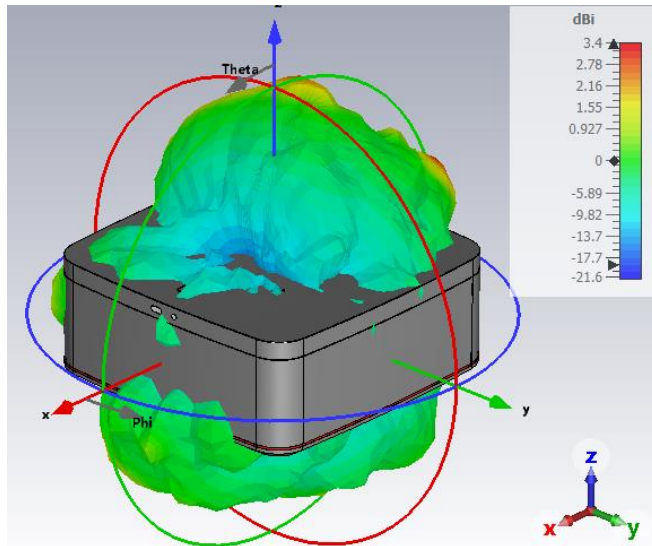 z
Theta
x
Phi
y
dBi
3.4
2.78
2.16
1.55
0.927
0
-5.89
-9.82
-13.7
-17.7
-21.6
z
x
y